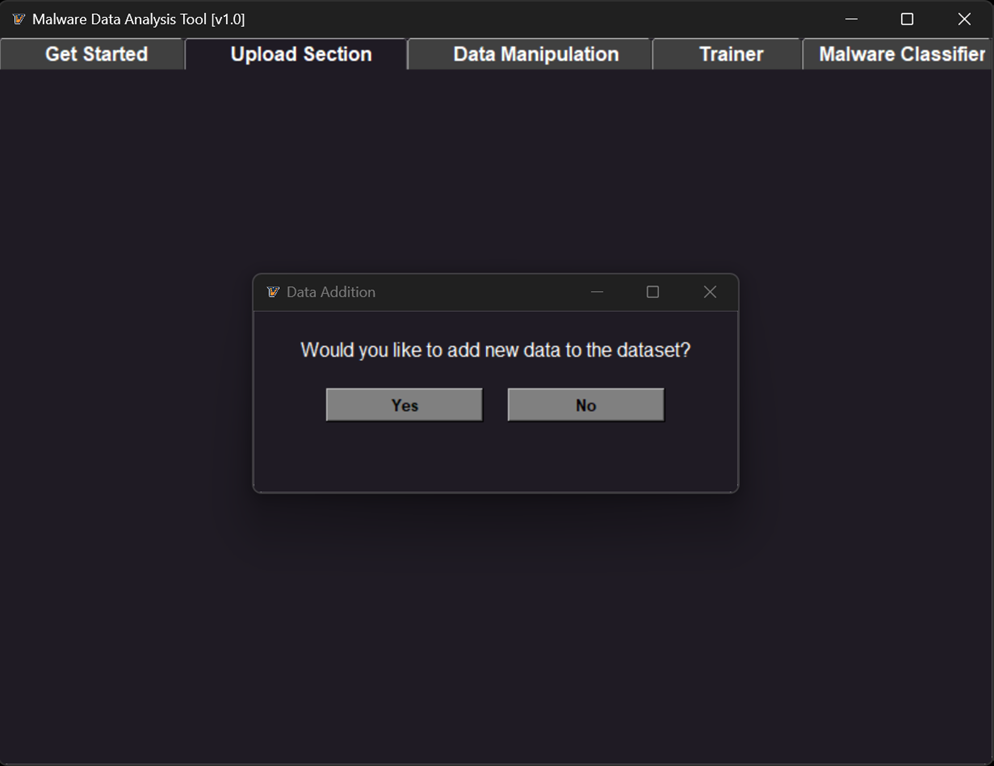 Malware Data Analysis Tool [v1.0]
Get Started Upload Section Data Manipulation Trainer Malware Classifier
Data Addition
Would you like to add new data to the dataset?
Yes No